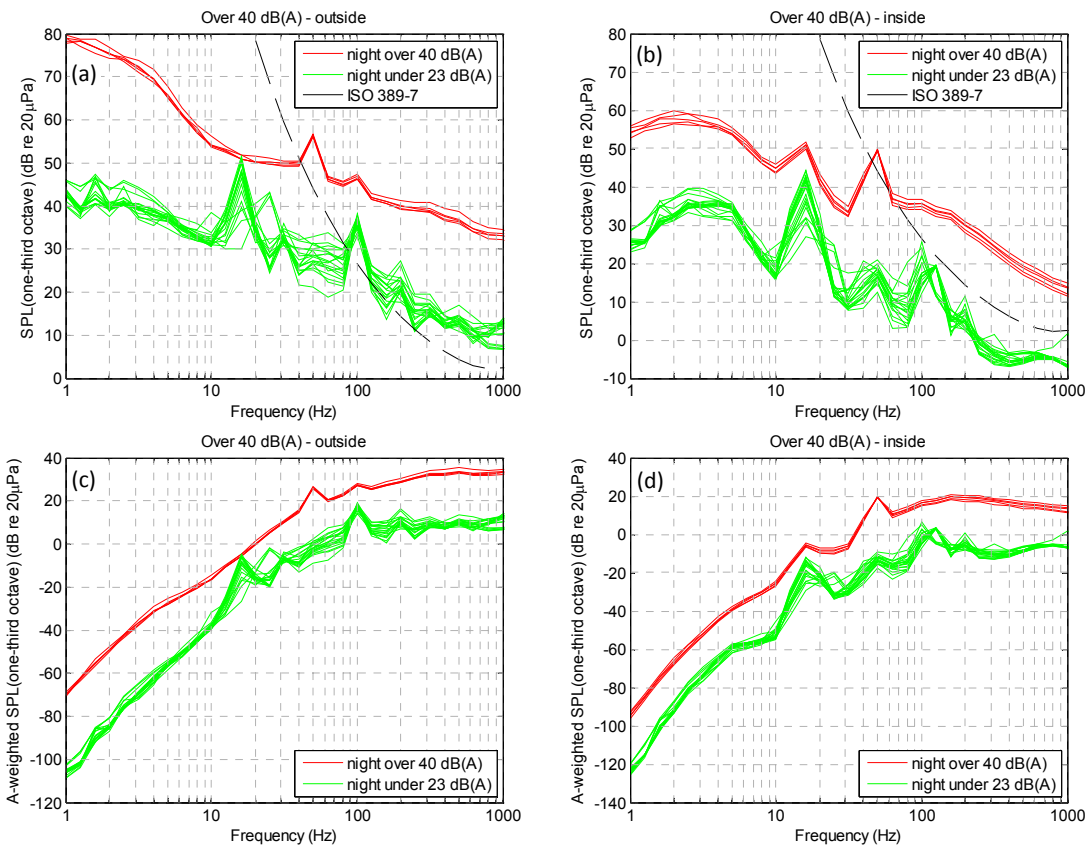 Over 40 dB(A) - outside
(a)
night over 40 dB(A)
night under 23 dB(A)
ISO 389-7
80
70
60
50
40
30
20
10
0
1
10
100
1000
SPL(one-third octave) (dB re 20μPa)
Frequency (Hz)
Over 40 dB(A) - inside
(b)
night over 40 dB(A)
night under 23 dB(A)
ISO 389-7
80
70
60
50
40
30
20
10
0
-10
1
10
100
1000
SPL(one-third octave) (dB re 20μPa)
Frequency (Hz)
Over 40 dB(A) - outside
(c)
night over 40 dB(A)
night under 23 dB(A)
40
20
0
-20
-40
-60
-80
-100
-120
1
10
100
1000
A-weighted SPL(one-third octave) (dB re 20μPa)
Frequency (Hz)
Over 40 dB(A) - inside
(d)
night over 40 dB(A)
night under 23 dB(A)
40
20
0
-20
-40
-60
-80
-100
-120
-140
1
10
100
1000
A-weighted SPL(one-third octave) (dB re 20μPa)
Frequency (Hz)